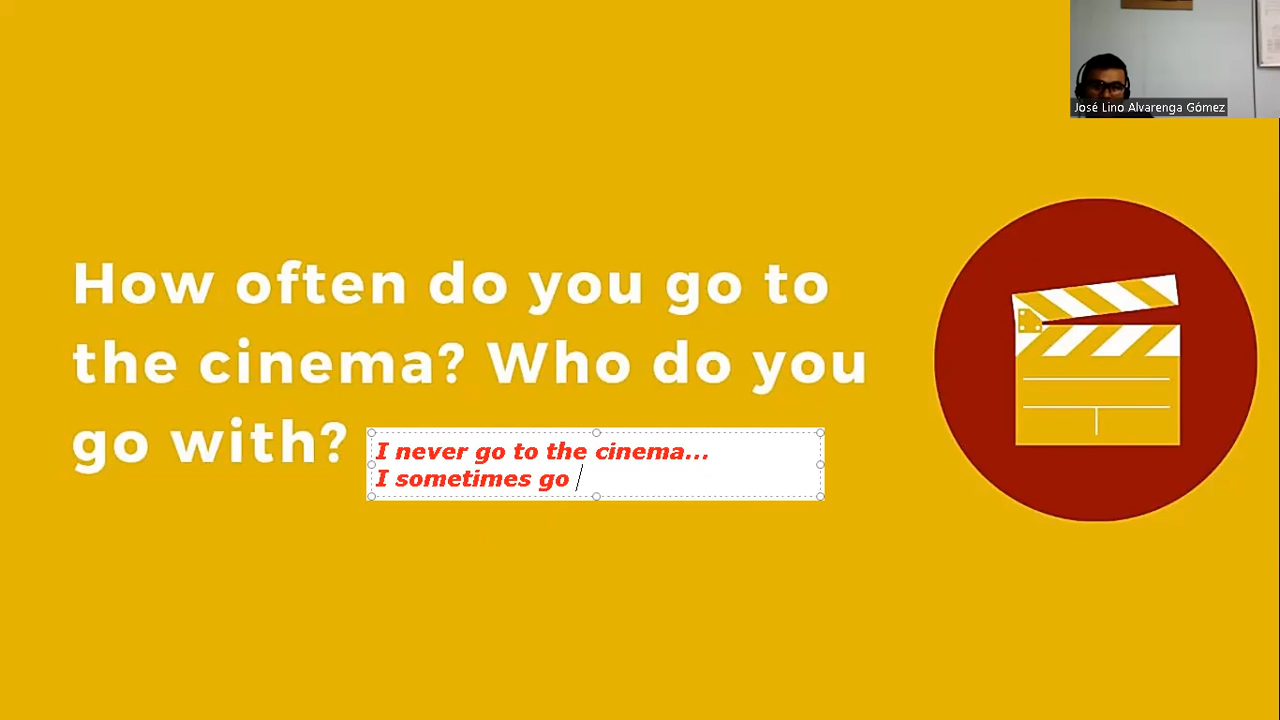 José Lino Alvarenga Gómez
How often do you go to
the cinema? Who do you
go with?
I never go to the cinema...
I sometimes go